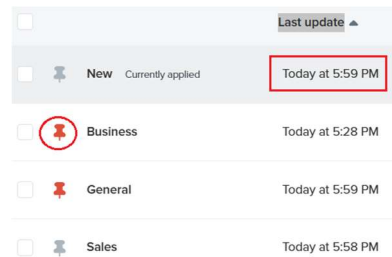 Last update
New Currently applied Today at 5:59 PM
Business Today at 5:28 PM
General Today at 5:59 PM
Sales Today at 5:58 PM